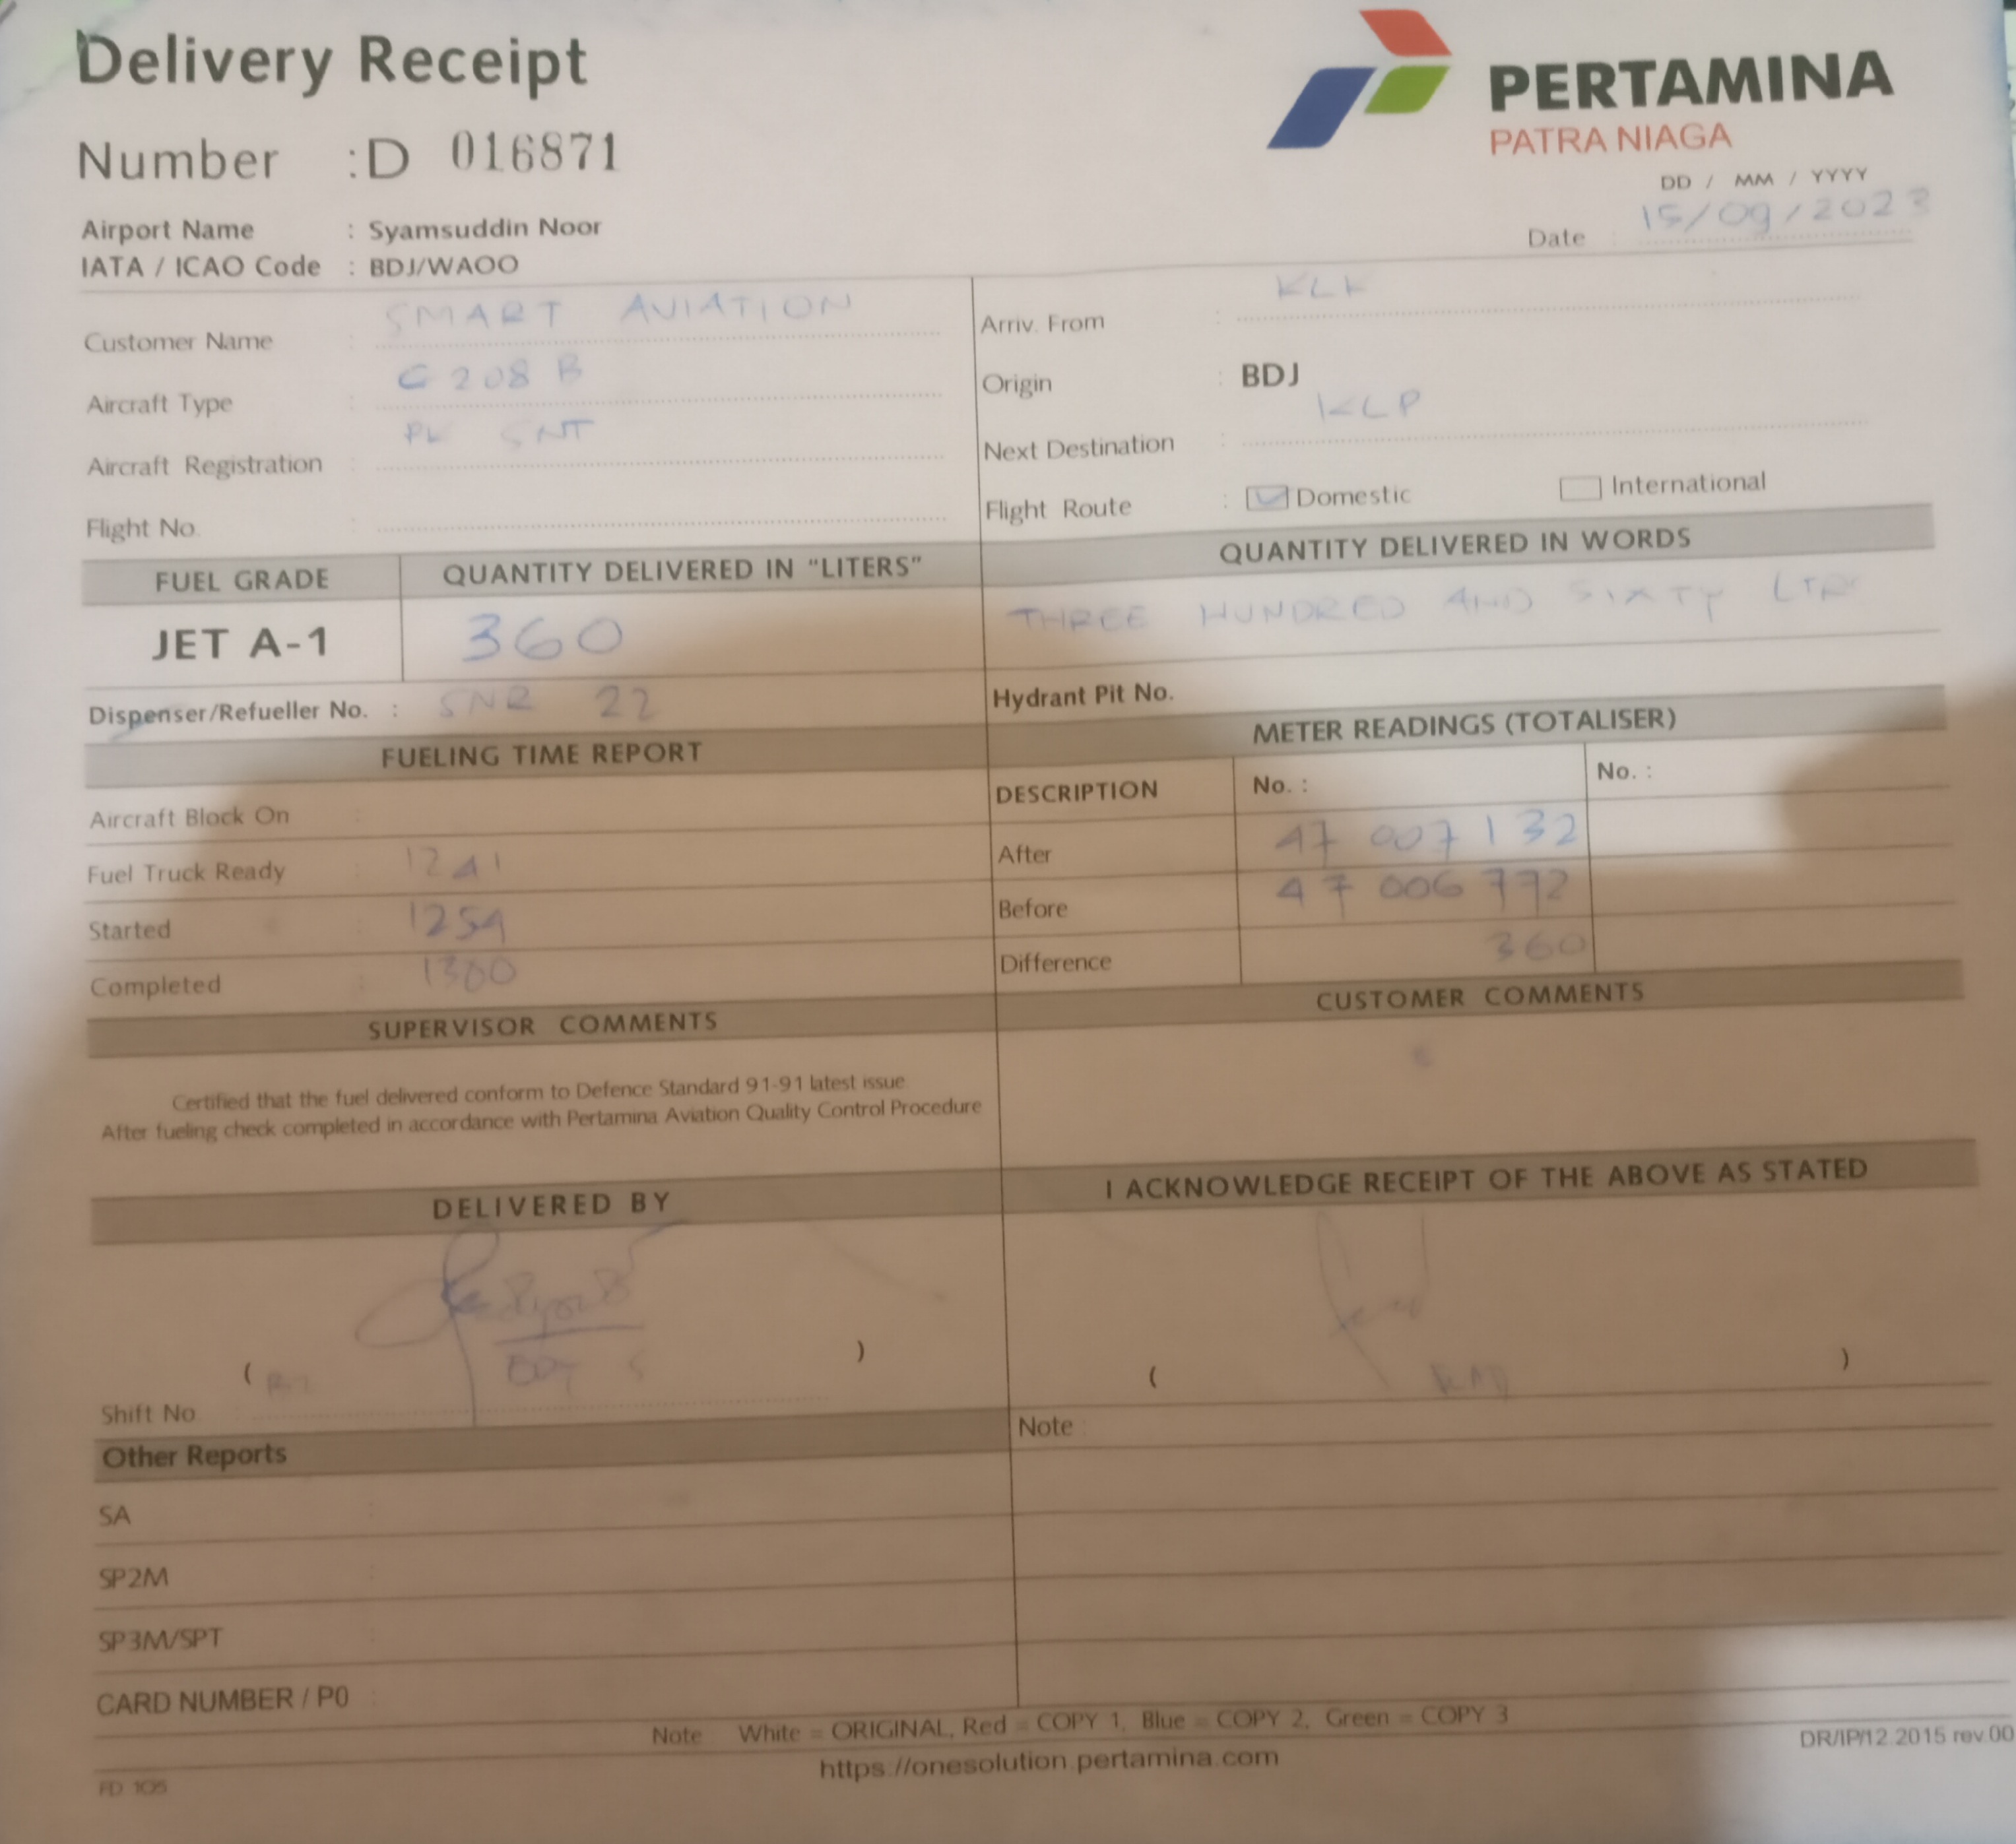 Delivery Receipt
PERTAMINA
PATRA NIAGA
Number : D 016871
DD / MM / YYYY
Date : 15/09/2023
Airport Name : Syamsuddin Noor
IATA / ICAO Code : BDJ/WAOO
Customer Name : SMART AVIATION
Aircraft Type : C 208 B
Aircraft Registration : PK SNT
Flight No. :
Arriv. From : KLK
Origin : BDJ
Next Destination : KLP
Flight Route : Domestic International
FUEL GRADE QUANTITY DELIVERED IN "LITERS" QUANTITY DELIVERED IN WORDS
JET A-1 360 THREE HUNDRED AND SIXTY LTR
Dispenser/Refueller No. : SNR 22
Hydrant Pit No.
FUELING TIME REPORT
Aircraft Block On :
Fuel Truck Ready : 1241
Started : 1254
Completed : 1300
METER READINGS (TOTALISER)
DESCRIPTION No. : No. :
After 47 007 132
Before 47 006 772
Difference 360
SUPERVISOR COMMENTS
Certified that the fuel delivered conform to Defence Standard 91-91 latest issue
After fueling check completed in accordance with Pertamina Aviation Quality Control Procedure
CUSTOMER COMMENTS
DELIVERED BY
( )
Shift No :
I ACKNOWLEDGE RECEIPT OF THE ABOVE AS STATED
( )
Other Reports
SA :
SP2M :
SP3M/SPT :
CARD NUMBER / P0 :
Note :
Note White = ORIGINAL, Red = COPY 1, Blue = COPY 2, Green = COPY 3
https://onesolution.pertamina.com
DR/IP/12.2015 rev.00
FD 105